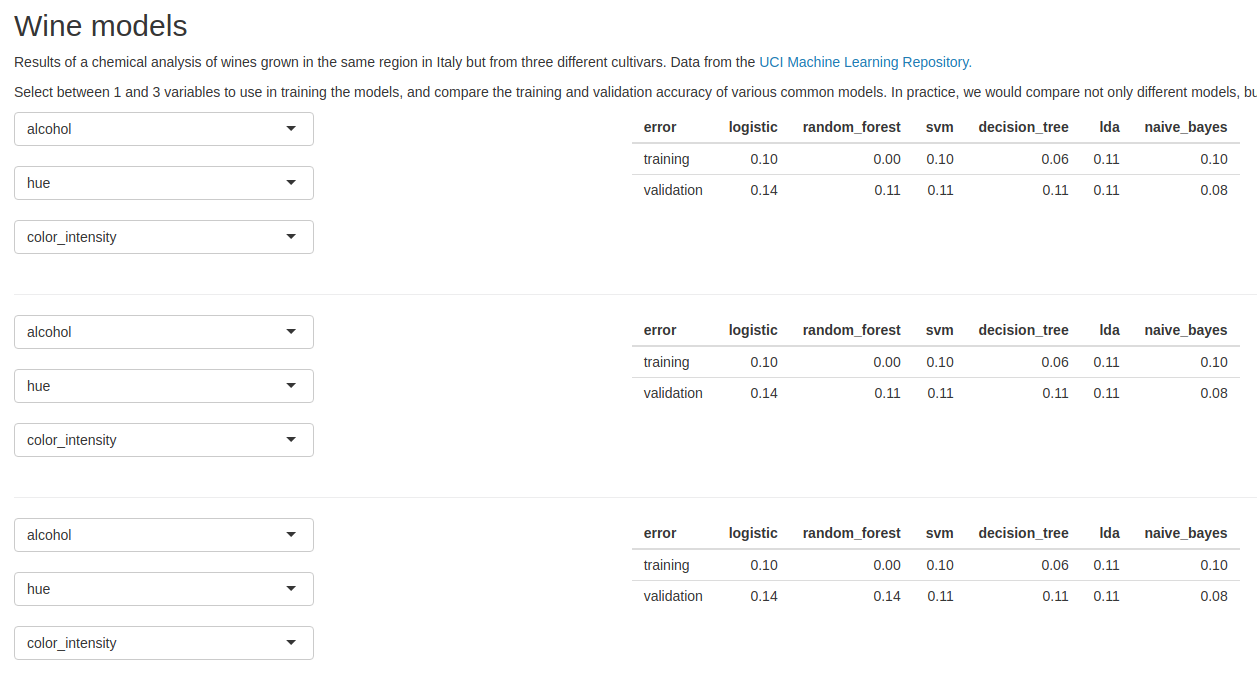 Wine models
Results of a chemical analysis of wines grown in the same region in Italy but from three different cultivars. Data from the UCI Machine Learning Repository.
Select between 1 and 3 variables to use in training the models, and compare the training and validation accuracy of various common models. In practice, we would compare not only different models, bu
alcohol
hue
color_intensity
error logistic random_forest svm decision_tree lda naive_bayes
training 0.10 0.00 0.10 0.06 0.11 0.10
validation 0.14 0.11 0.11 0.11 0.11 0.08
alcohol
hue
color_intensity
error logistic random_forest svm decision_tree lda naive_bayes
training 0.10 0.00 0.10 0.06 0.11 0.10
validation 0.14 0.11 0.11 0.11 0.11 0.08
alcohol
hue
color_intensity
error logistic random_forest svm decision_tree lda naive_bayes
training 0.10 0.00 0.10 0.06 0.11 0.10
validation 0.14 0.14 0.11 0.11 0.11 0.08